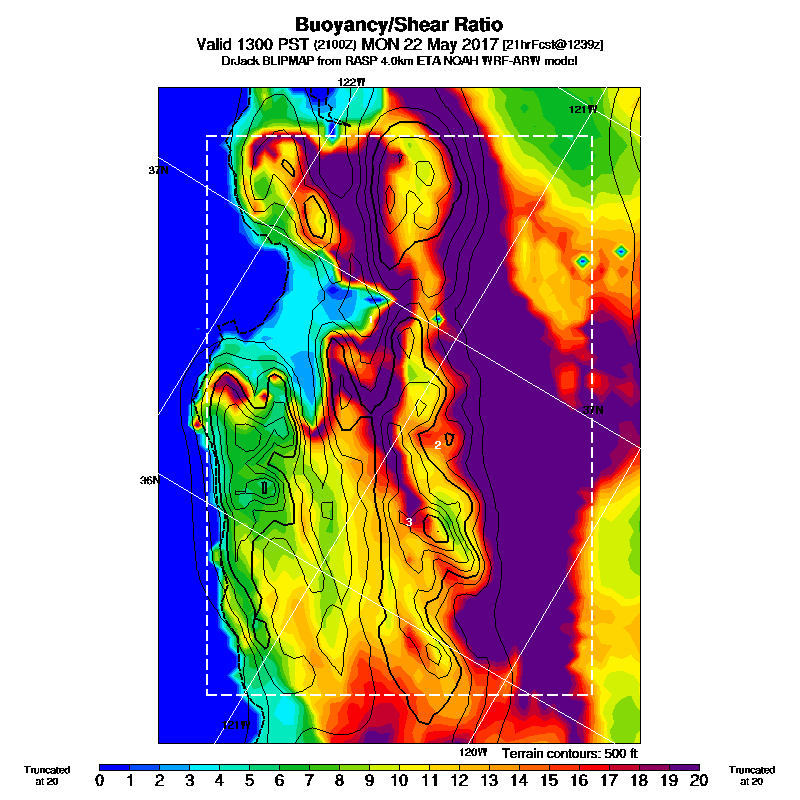 Buoyancy/Shear Ratio
Valid 1300 PST (2100Z) MON 22 May 2017 [21hrFcst@1239z]
DrJack BLIPMAP from RASP 4.0km ETA NOAH WRF-ARW model
122W
121W
37N
1
37N
2
36N
3
121W
120W
Terrain contours: 500 ft
Truncated at 20
0 1 2 3 4 5 6 7 8 9 10 11 12 13 14 15 16 17 18 19 20
Truncated at 20